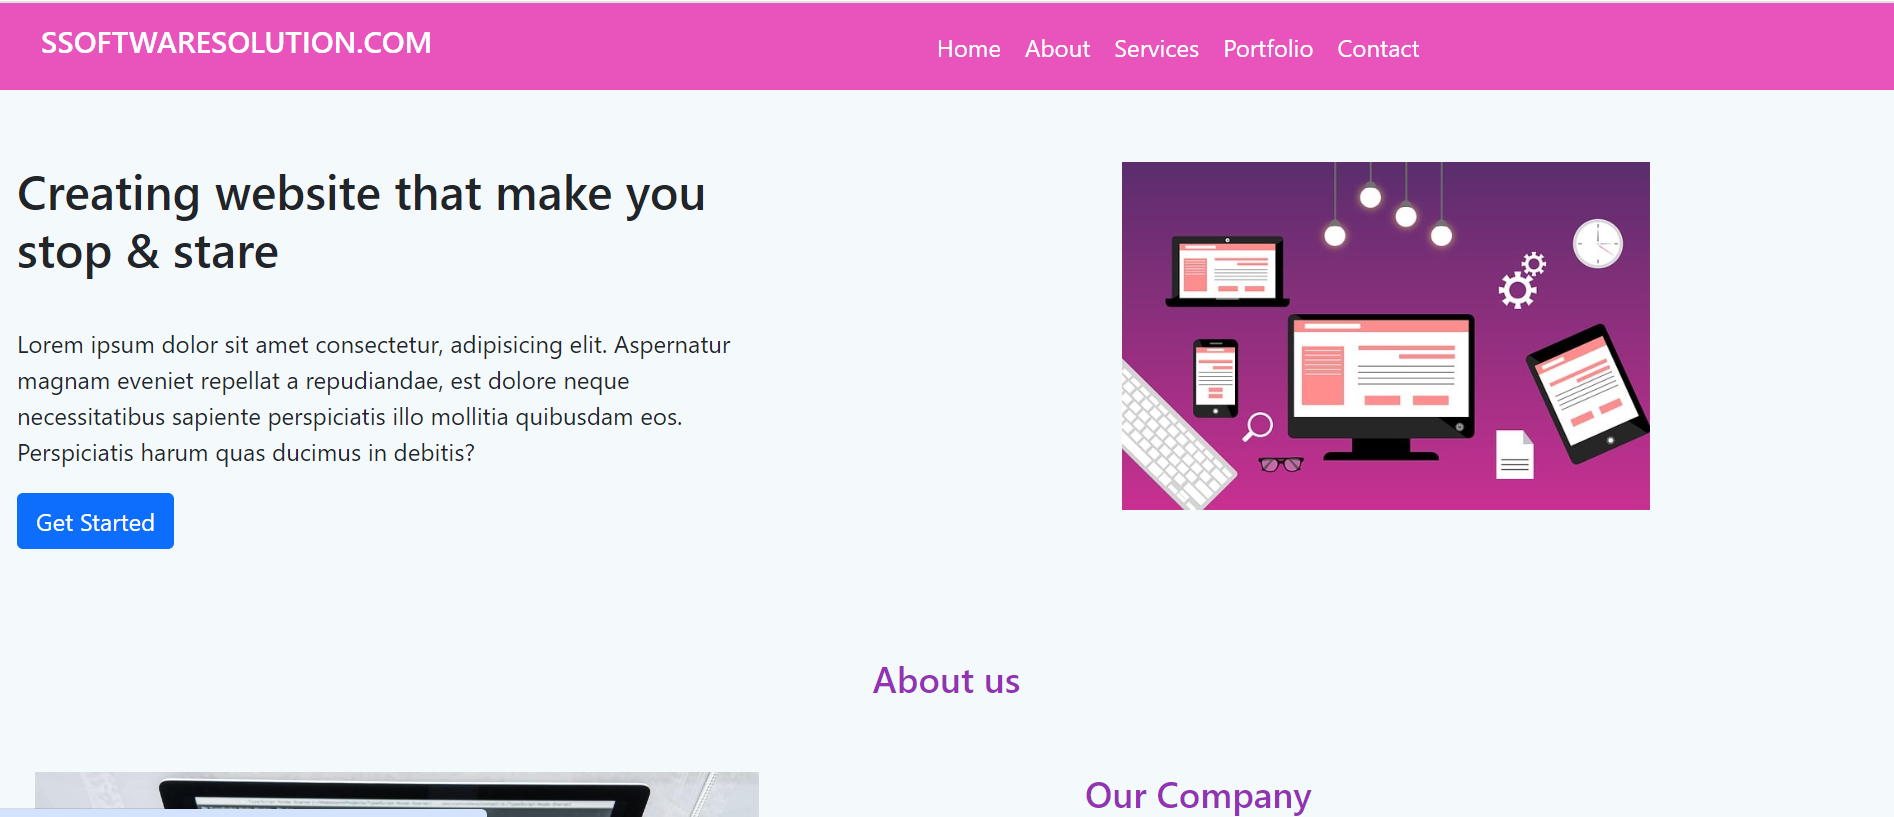 SSOFTWARESOLUTION.COM
Home About Services Portfolio Contact
Creating website that make you
stop & stare
Lorem ipsum dolor sit amet consectetur, adipisicing elit. Aspernatur
magnam eveniet repellat a repudiandae, est dolore neque
necessitatibus sapiente perspiciatis illo mollitia quibusdam eos.
Perspiciatis harum quas ducimus in debitis?
Get Started
About us
Our Company